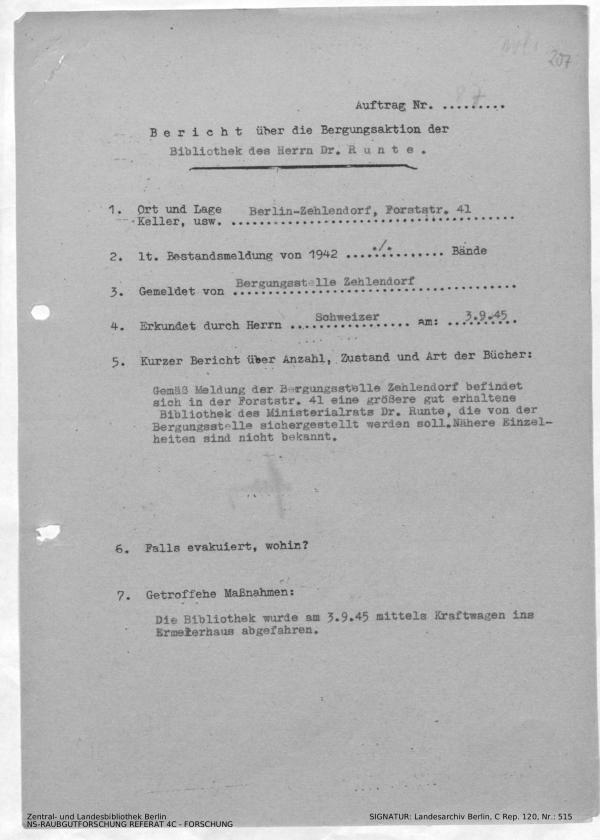 207
Auftrag Nr. .........
87
B e r i c h t über die Bergungsaktion der
Bibliothek des Herrn Dr. R u n t e .
1. Ort und Lage Berlin-Zehlendorf, Forststr. 41
Keller, usw. ........................................
2. lt. Bestandsmeldung von 1942 .../.......... Bände
3. Gemeldet von Bergungsstelle Zehlendorf
4. Erkundet durch Herrn Schweizer am: 3.9.45
5. Kurzer Bericht über Anzahl, Zustand und Art der Bücher:
Gemäß Meldung der Bergungsstelle Zehlendorf befindet
sich in der Forststr. 41 eine größere gut erhaltene
Bibliothek des Ministerialrats Dr. Runte, die von der
Bergungsstelle sichergestellt werden soll.Nähere Einzel-
heiten sind nicht bekannt.
6. Falls evakuiert, wohin?
7. Getroffehe Maßnahmen:
Die Bibliothek wurde am 3.9.45 mittels Kraftwagen ins
Ermelerhaus abgefahren.
Zentral- und Landesbibliothek Berlin
NS-RAUBGUTFORSCHUNG REFERAT 4C - FORSCHUNG
SIGNATUR: Landesarchiv Berlin, C Rep. 120, Nr.: 515